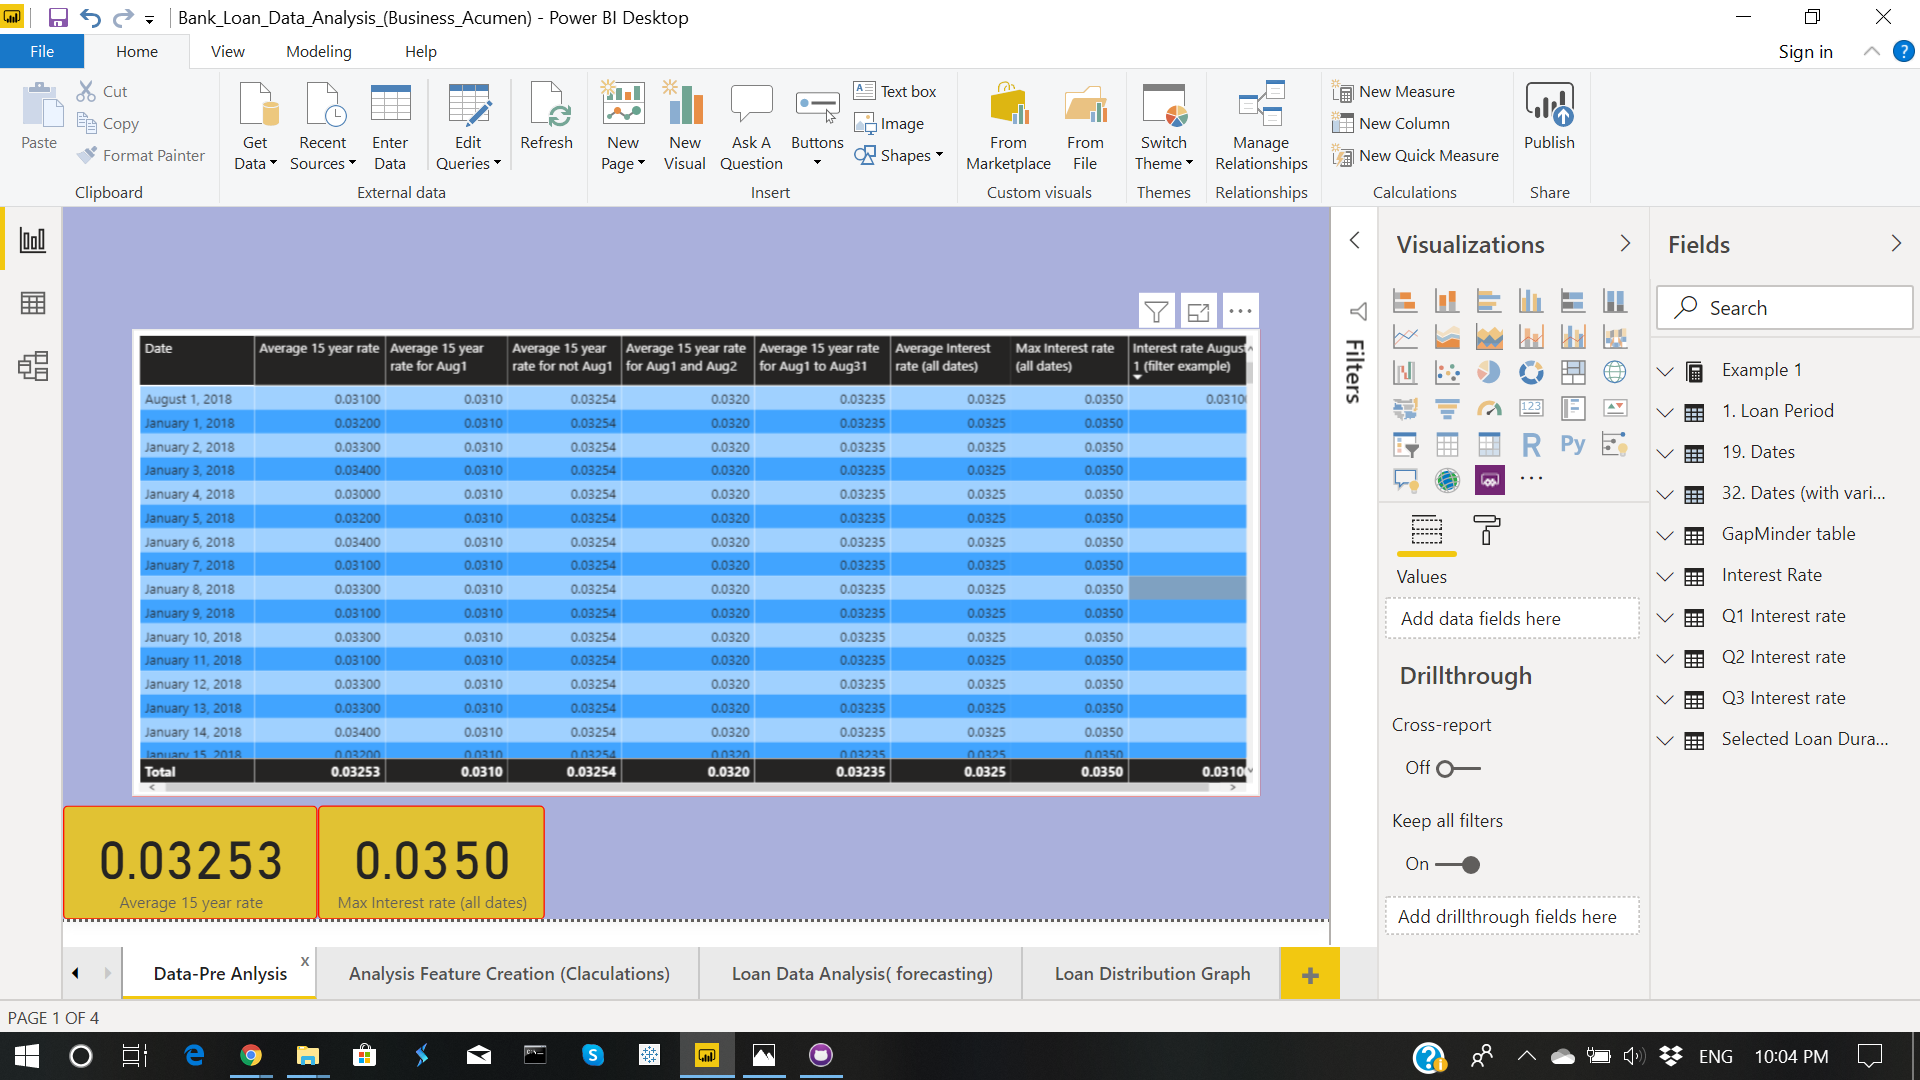 Bank_Loan_Data_Analysis_(Business_Acumen) - Power BI Desktop
File Home View Modeling Help Sign in
Paste
Cut
Copy
Format Painter
Clipboard
Get Data
Recent Sources
Enter Data
Edit Queries
Refresh
External data
New Page
New Visual
Ask A Question
Buttons
Text box
Image
Shapes
Insert
From Marketplace
From File
Custom visuals
Switch Theme
Themes
Manage Relationships
Relationships
New Measure
New Column
New Quick Measure
Calculations
Publish
Share
Date Average 15 year rate Average 15 year rate for Aug1 Average 15 year rate for not Aug1 Average 15 year rate for Aug1 and Aug2 Average 15 year rate for Aug1 to Aug31 Average Interest rate (all dates) Max Interest rate (all dates) Interest rate August 1 (filter example)
August 1, 2018 0.03100 0.0310 0.03254 0.0320 0.03235 0.0325 0.0350 0.0310
January 1, 2018 0.03200 0.0310 0.03254 0.0320 0.03235 0.0325 0.0350
January 2, 2018 0.03300 0.0310 0.03254 0.0320 0.03235 0.0325 0.0350
January 3, 2018 0.03400 0.0310 0.03254 0.0320 0.03235 0.0325 0.0350
January 4, 2018 0.03000 0.0310 0.03254 0.0320 0.03235 0.0325 0.0350
January 5, 2018 0.03200 0.0310 0.03254 0.0320 0.03235 0.0325 0.0350
January 6, 2018 0.03400 0.0310 0.03254 0.0320 0.03235 0.0325 0.0350
January 7, 2018 0.03100 0.0310 0.03254 0.0320 0.03235 0.0325 0.0350
January 8, 2018 0.03300 0.0310 0.03254 0.0320 0.03235 0.0325 0.0350
January 9, 2018 0.03100 0.0310 0.03254 0.0320 0.03235 0.0325 0.0350
January 10, 2018 0.03300 0.0310 0.03254 0.0320 0.03235 0.0325 0.0350
January 11, 2018 0.03100 0.0310 0.03254 0.0320 0.03235 0.0325 0.0350
January 12, 2018 0.03300 0.0310 0.03254 0.0320 0.03235 0.0325 0.0350
January 13, 2018 0.03300 0.0310 0.03254 0.0320 0.03235 0.0325 0.0350
January 14, 2018 0.03400 0.0310 0.03254 0.0320 0.03235 0.0325 0.0350
January 15, 2018 0.03200 0.0310 0.03254 0.0320 0.03235 0.0325 0.0350
Total 0.03253 0.0310 0.03254 0.0320 0.03235 0.0325 0.0350 0.0310
0.03253
Average 15 year rate
0.0350
Max Interest rate (all dates)
Filters
Visualizations
123
R
Py
Values
Add data fields here
Drillthrough
Cross-report
Off
Keep all filters
On
Add drillthrough fields here
Fields
Search
Example 1
1. Loan Period
19. Dates
32. Dates (with vari...
GapMinder table
Interest Rate
Q1 Interest rate
Q2 Interest rate
Q3 Interest rate
Selected Loan Dura...
Data-Pre Anlysis x
Analysis Feature Creation (Claculations)
Loan Data Analysis( forecasting)
Loan Distribution Graph
PAGE 1 OF 4
ENG 10:04 PM